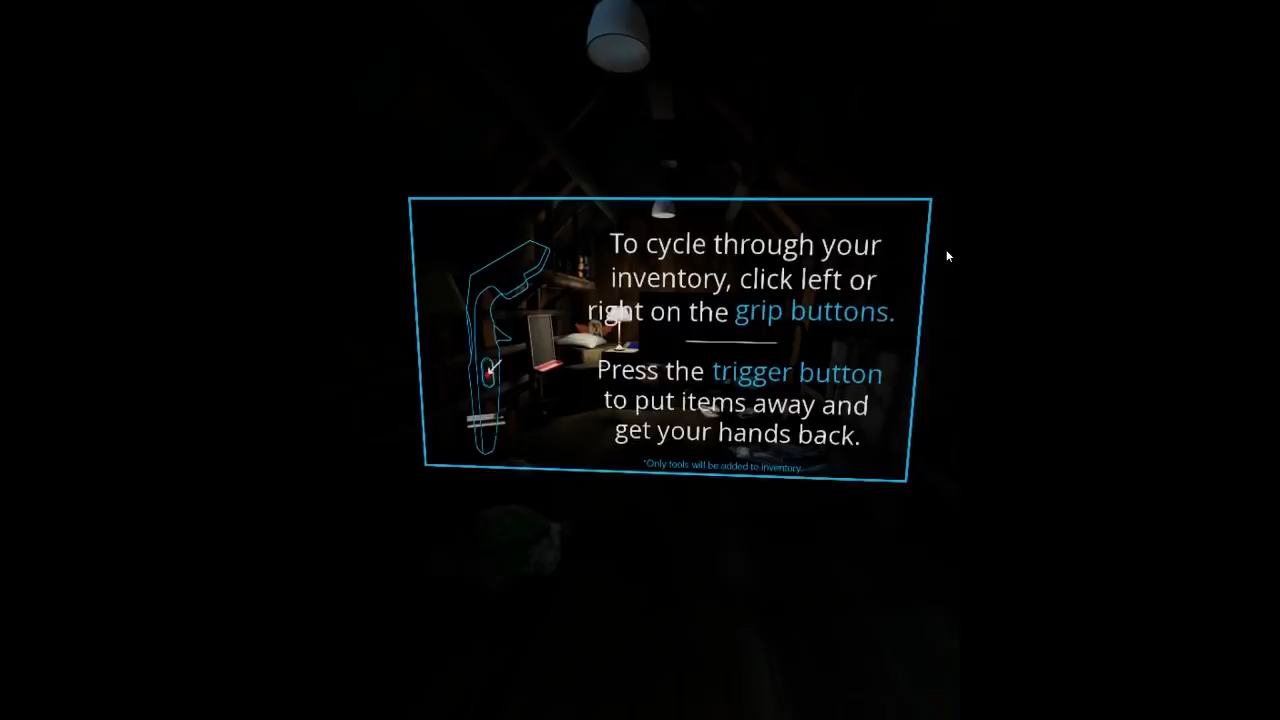 To cycle through your
inventory, click left or
right on the grip buttons.
Press the trigger button
to put items away and
get your hands back.
*Only tools will be added to inventory.